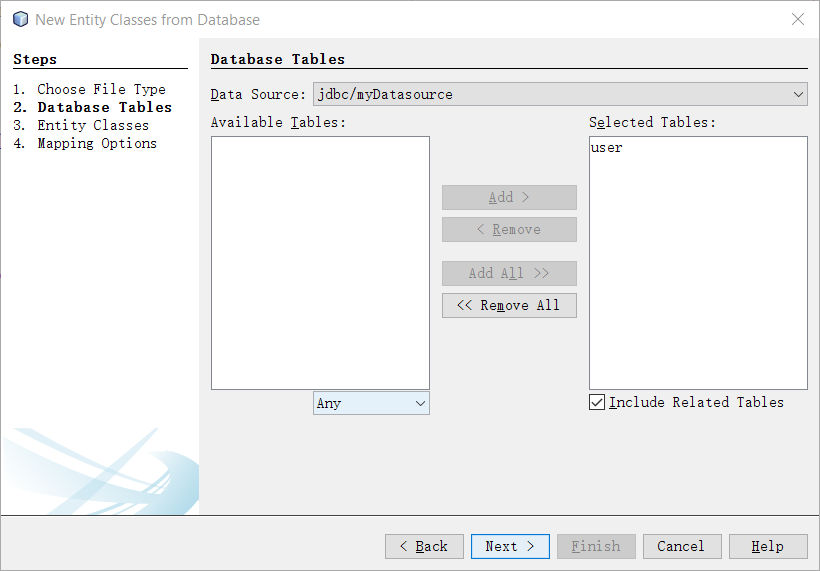 New Entity Classes from Database
Steps
1. Choose File Type
2. Database Tables
3. Entity Classes
4. Mapping Options
Database Tables
Data Source: jdbc/myDatasource
Available Tables:
Selected Tables:
user
Add >
< Remove
Add All >>
<< Remove All
Any
Include Related Tables
< Back
Next >
Finish
Cancel
Help